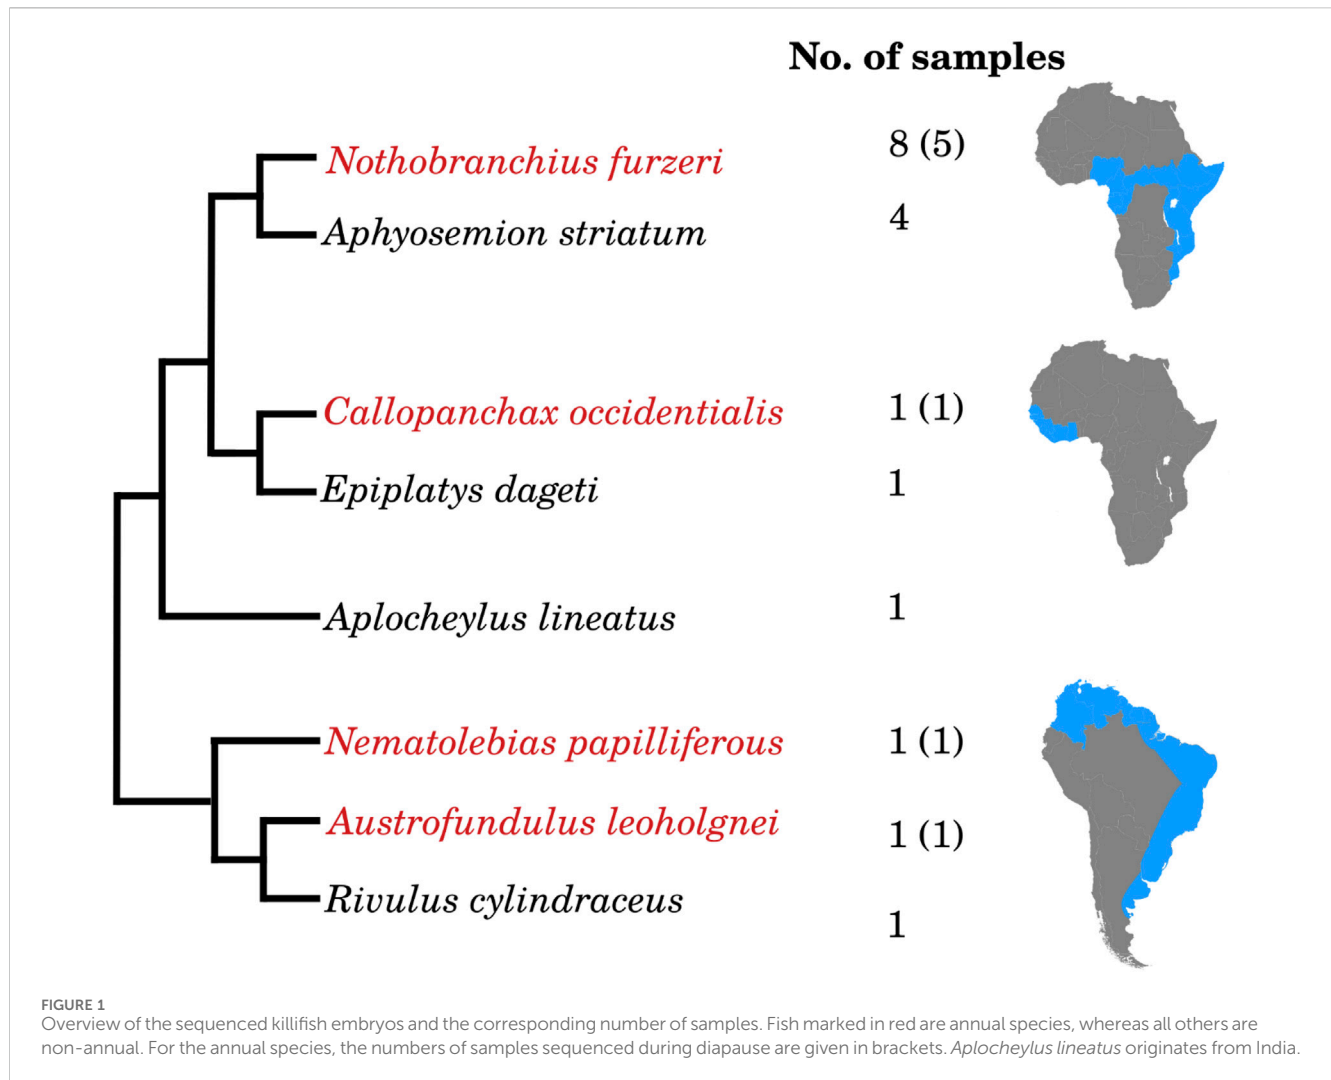 No. of samples
Nothobranchius furzeri 8 (5)
Aphyosemion striatum 4
Callopanchax occidentialis 1 (1)
Epiplatys dageti 1
Aplocheylus lineatus 1
Nematolebias papilliferous 1 (1)
Austrofundulus leoholgnei 1 (1)
Rivulus cylindraceus 1
FIGURE 1
Overview of the sequenced killifish embryos and the corresponding number of samples. Fish marked in red are annual species, whereas all others are
non-annual. For the annual species, the numbers of samples sequenced during diapause are given in brackets. Aplocheylus lineatus originates from India.